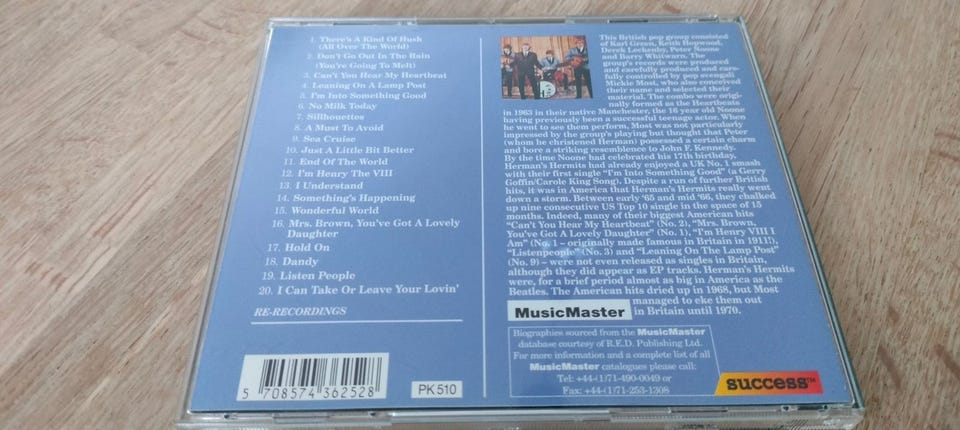 1. There's A Kind Of Hush
(All Over The World)
2. Don't Go Out In The Rain
(You're Going To Melt)
3. Can't You Hear My Heartbeat
4. Leaning On A Lamp Post
5. I'm Into Something Good
6. No Milk Today
7. Sillhouettes
8. A Must To Avoid
9. Sea Cruise
10. Just A Little Bit Better
11. End Of The World
12. I'm Henry The VIII
13. I Understand
14. Something's Happening
15. Wonderful World
16. Mrs. Brown, You've Got A Lovely
Daughter
17. Hold On
18. Dandy
19. Listen People
20. I Can Take Or Leave Your Lovin'
RE-RECORDINGS
5 708574 362528
PK 510
This British pop group consisted
of Karl Green, Keith Hopwood,
Derek Leckenby, Peter Noone
and Barry Whitwam. The
group's records were produced
and carefully produced and care-
fully controlled by pop svengali
Mickie Most, who also conceived
their name and selected their
material. The combo were origi-
nally formed as the Heartbeats
in 1963 in their native Manchester, the 16 year old Noone
having previously been a successful teenage actor. When
he went to see them perform, Most was not particularly
impressed by the group's playing but thought that Peter
(whom he christened Herman) possessed a certain charm
and bore a striking resemblence to John F. Kennedy.
By the time Noone had celebrated his 17th birthday,
Herman's Hermits had already enjoyed a UK No. 1 smash
with their first single "I'm Into Something Good" (a Gerry
Goffin/Carole King Song). Despite a run of further British
hits, it was in America that Herman's Hermits really went
down a storm. Between early '65 and mid '66, they chalked
up nine consecutive US Top 10 single in the space of 15
months. Indeed, many of their biggest American hits
"Can't You Hear My Heartbeat" (No. 2), "Mrs. Brown,
You've Got A Lovely Daughter" (No. 1), "I'm Henry VIII I
Am" (No. 1 – originally made famous in Britain in 1911!),
"Listenpeople" (No. 3) and "Leaning On The Lamp Post"
(No. 9) – were not even released as singles in Britain,
although they did appear as EP tracks. Herman's Hermits
were, for a brief period almost as big in America as the
Beatles. The American hits dried up in 1968, but Most
managed to eke them out
in Britain until 1970.
MusicMaster
Biographies sourced from the MusicMaster
database courtesy of R.E.D. Publishing Ltd.
For more information and a complete list of all
MusicMaster catalogues please call:
Tel: +44-(1)71-490-0049 or
Fax: +44-(1)71-253-1308
success™